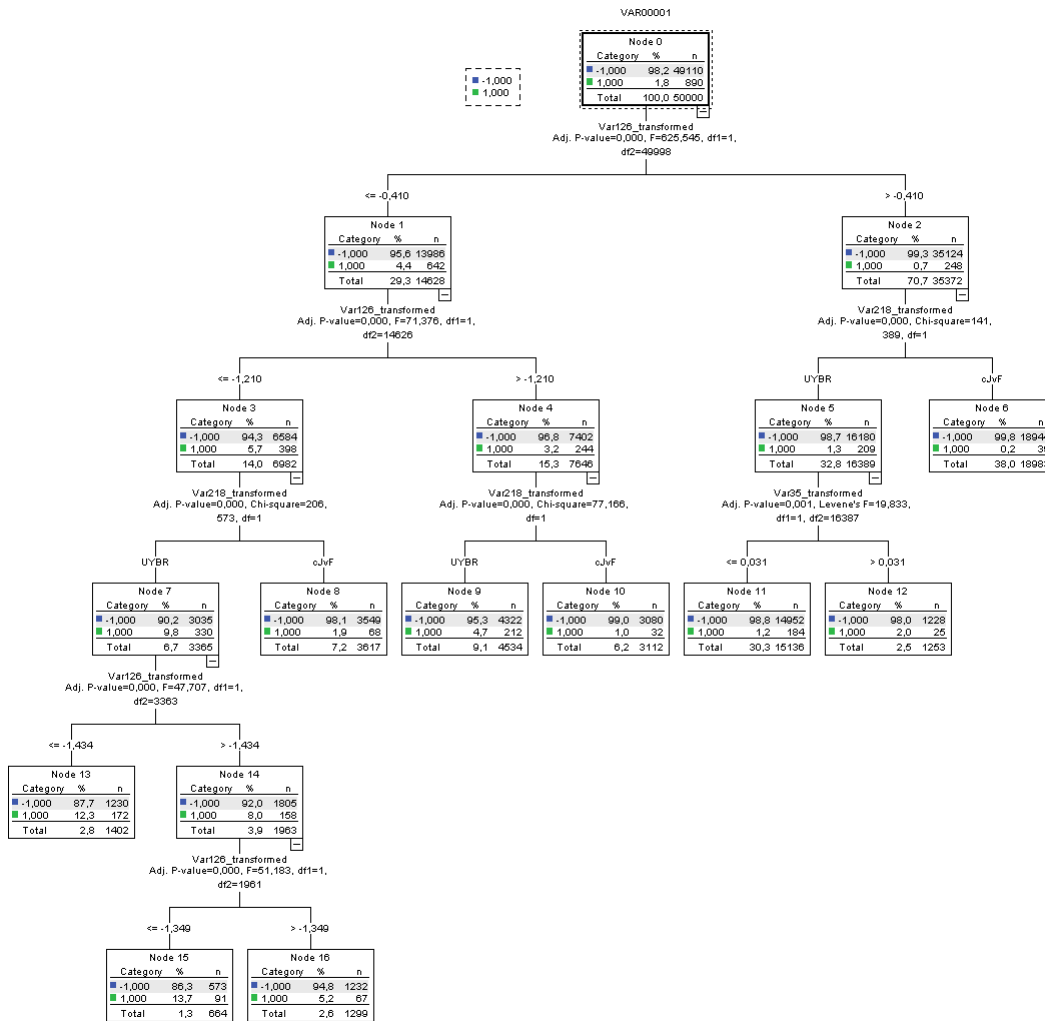 VAR00001
-1,000
1,000
Node 0
Category % n
-1,000 98,2 49110
1,000 1,8 890
Total 100,0 50000
Var126_transformed
Adj. P-value=0,000, F=625,545, df1=1,
df2=49998
<= -0,410
> -0,410
Node 1
Category % n
-1,000 95,6 13986
1,000 4,4 642
Total 29,3 14628
Node 2
Category % n
-1,000 99,3 35124
1,000 0,7 248
Total 70,7 35372
Var126_transformed
Adj. P-value=0,000, F=71,376, df1=1,
df2=14626
Var218_transformed
Adj. P-value=0,000, Chi-square=141,
389, df=1
<= -1,210
> -1,210
UYBR
cJvF
Node 3
Category % n
-1,000 94,3 6584
1,000 5,7 398
Total 14,0 6982
Node 4
Category % n
-1,000 96,8 7402
1,000 3,2 244
Total 15,3 7646
Node 5
Category % n
-1,000 98,7 16180
1,000 1,3 209
Total 32,8 16389
Node 6
Category % n
-1,000 99,8
1,000 0,2
Total 38,0
Var218_transformed
Adj. P-value=0,000, Chi-square=206,
573, df=1
Var218_transformed
Adj. P-value=0,000, Chi-square=77,166,
df=1
Var35_transformed
Adj. P-value=0,001, Levene's F=19,833,
df1=1, df2=16387
UYBR
cJvF
UYBR
cJvF
<= 0,031
> 0,031
Node 7
Category % n
-1,000 90,2 3035
1,000 9,8 330
Total 6,7 3365
Node 8
Category % n
-1,000 98,1 3549
1,000 1,9 68
Total 7,2 3617
Node 9
Category % n
-1,000 95,3 4322
1,000 4,7 212
Total 9,1 4534
Node 10
Category % n
-1,000 99,0 3080
1,000 1,0 32
Total 6,2 3112
Node 11
Category % n
-1,000 98,8 14952
1,000 1,2 184
Total 30,3 15136
Node 12
Category % n
-1,000 98,0 1228
1,000 2,0 25
Total 2,5 1253
Var126_transformed
Adj. P-value=0,000, F=47,707, df1=1,
df2=3363
<= -1,434
> -1,434
Node 13
Category % n
-1,000 87,7 1230
1,000 12,3 172
Total 2,8 1402
Node 14
Category % n
-1,000 92,0 1805
1,000 8,0 158
Total 3,9 1963
Var126_transformed
Adj. P-value=0,000, F=51,183, df1=1,
df2=1961
<= -1,349
> -1,349
Node 15
Category % n
-1,000 86,3 573
1,000 13,7 91
Total 1,3 664
Node 16
Category % n
-1,000 94,8 1232
1,000 5,2 67
Total 2,6 1299